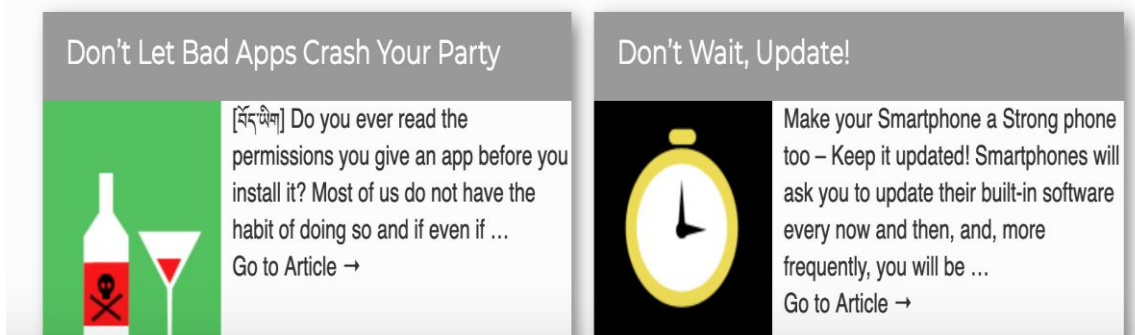 Don't Let Bad Apps Crash Your Party
[བོད་ཡིག] Do you ever read the
permissions you give an app before you
install it? Most of us do not have the
habit of doing so and if even if …
Go to Article →
Don't Wait, Update!
Make your Smartphone a Strong phone
too – Keep it updated! Smartphones will
ask you to update their built-in software
every now and then, and, more
frequently, you will be …
Go to Article →